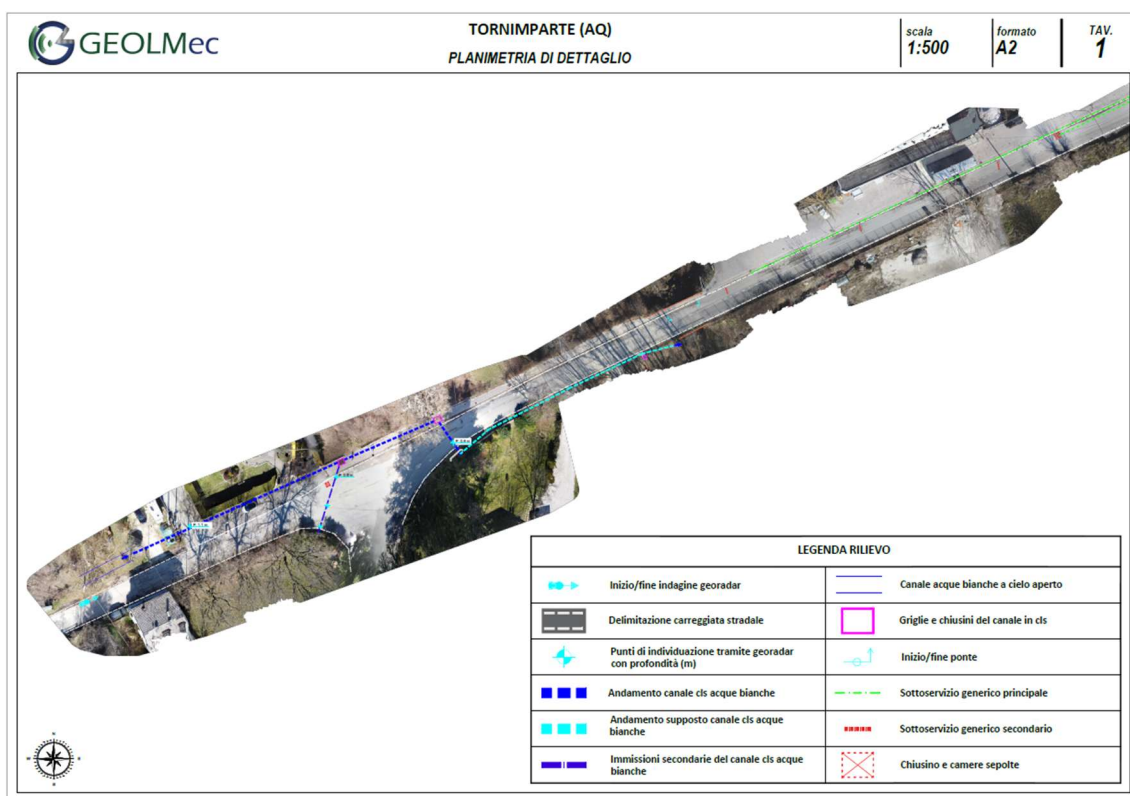 GEOLMec
TORNIMPARTE (AQ)
PLANIMETRIA DI DETTAGLIO
scala
1:500
formato
A2
TAV.
1
LEGENDA RILIEVO
Inizio/fine indagine georadar
Canale acque bianche a cielo aperto
Delimitazione carreggiata stradale
Griglie e chiusini del canale in cls
Punti di individuazione tramite georadar
con profondità (m)
Inizio/fine ponte
Andamento canale cls acque bianche
Sottoservizio generico principale
Andamento supposto canale cls acque
bianche
Sottoservizio generico secondario
Immissioni secondarie del canale cls acque
bianche
Chiusino e camere sepolte